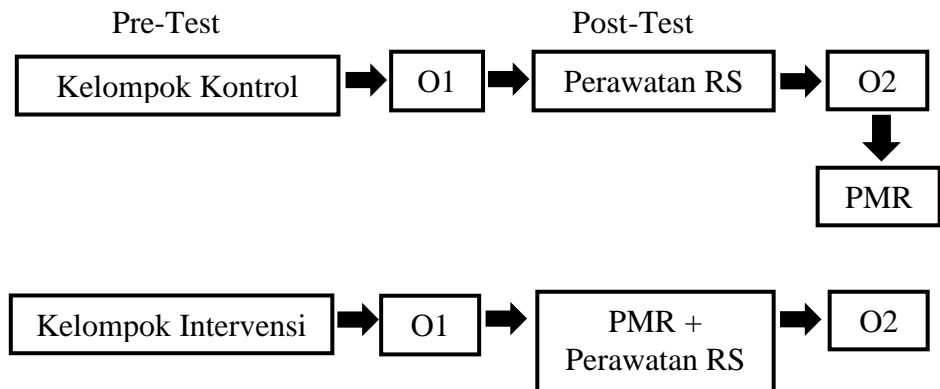 Pre-Test Post-Test
Kelompok Kontrol O1 Perawatan RS O2
PMR
Kelompok Intervensi O1 PMR + O2
Perawatan RS